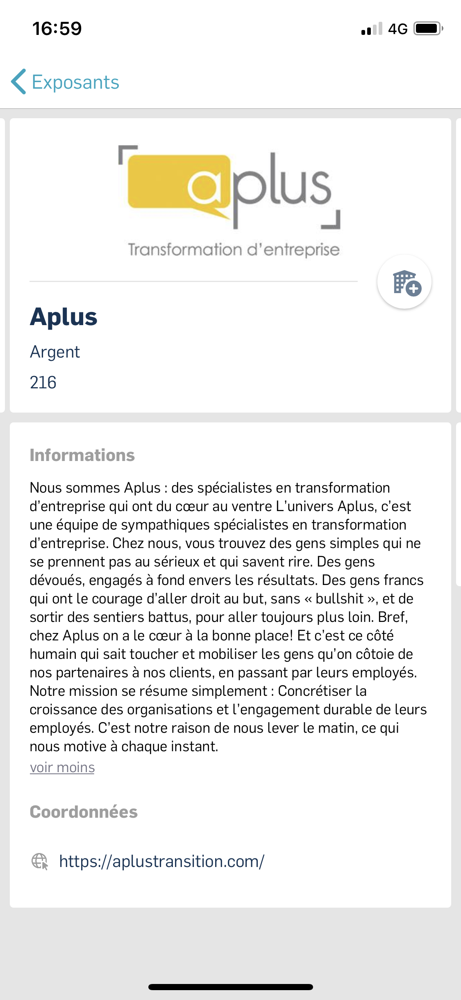 16:59
4G
Exposants
aplus
Transformation d'entreprise
Aplus
Argent
216
Informations
Nous sommes Aplus : des spécialistes en transformation
d’entreprise qui ont du cœur au ventre L’univers Aplus, c’est
une équipe de sympathiques spécialistes en transformation
d’entreprise. Chez nous, vous trouvez des gens simples qui ne
se prennent pas au sérieux et qui savent rire. Des gens
dévoués, engagés à fond envers les résultats. Des gens francs
qui ont le courage d’aller droit au but, sans « bullshit », et de
sortir des sentiers battus, pour aller toujours plus loin. Bref,
chez Aplus on a le cœur à la bonne place! Et c’est ce côté
humain qui sait toucher et mobiliser les gens qu’on côtoie de
nos partenaires à nos clients, en passant par leurs employés.
Notre mission se résume simplement : Concrétiser la
croissance des organisations et l'engagement durable de leurs
employés. C’est notre raison de nous lever le matin, ce qui
nous motive à chaque instant.
voir moins
Coordonnées
https://aplustransition.com/